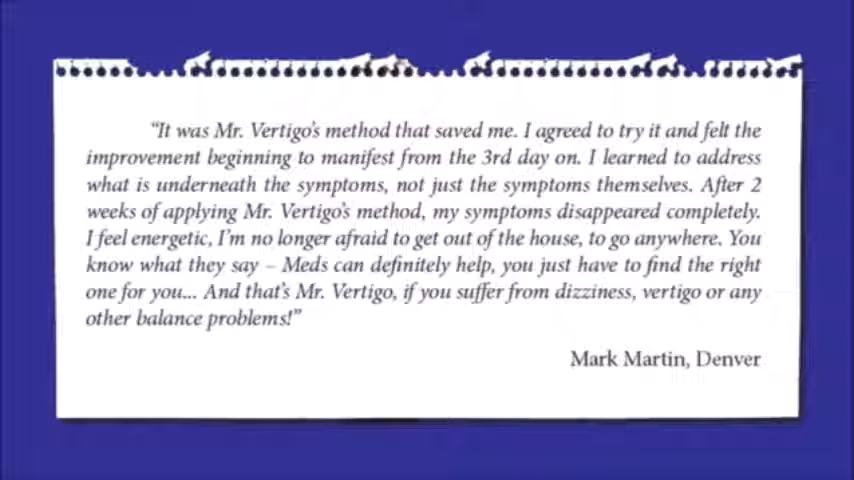 “It was Mr. Vertigo's method that saved me. I agreed to try it and felt the
improvement beginning to manifest from the 3rd day on. I learned to address
what is underneath the symptoms, not just the symptoms themselves. After 2
weeks of applying Mr. Vertigo's method, my symptoms disappeared completely.
I feel energetic, I'm no longer afraid to get out of the house, to go anywhere. You
know what they say – Meds can definitely help, you just have to find the right
one for you... And that's Mr. Vertigo, if you suffer from dizziness, vertigo or any
other balance problems!”
Mark Martin, Denver